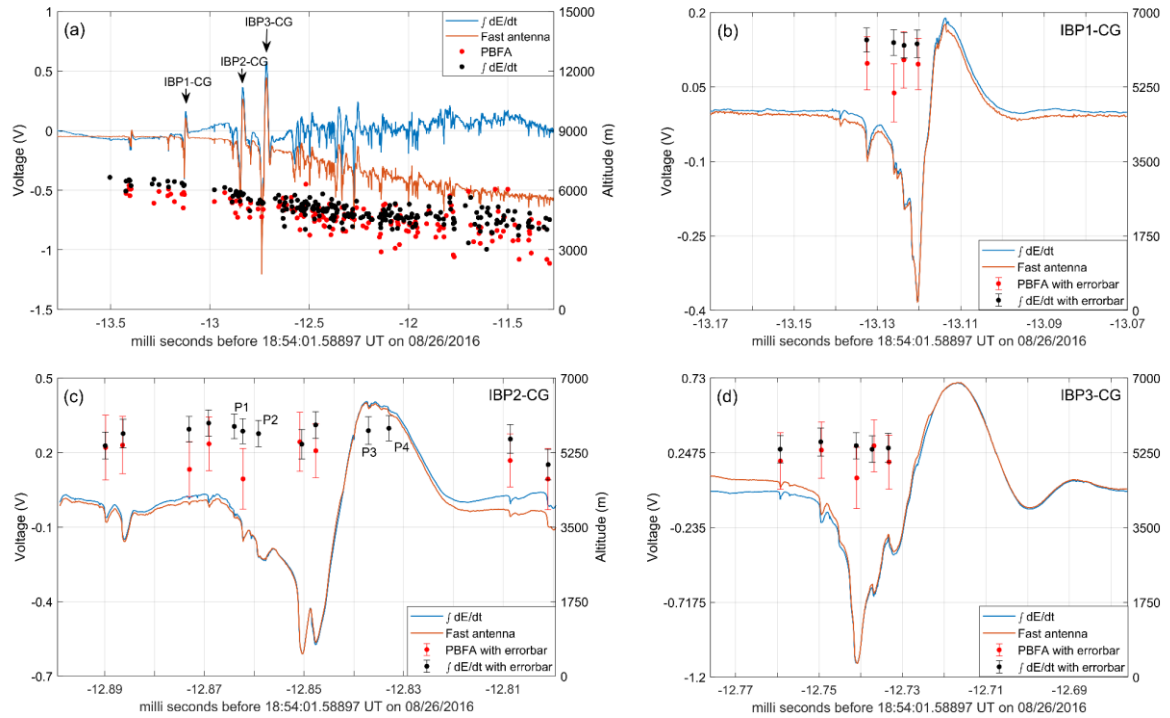 (a)
IBP1-CG
IBP2-CG
IBP3-CG
∫ dE/dt
Fast antenna
PBFA
∫ dE/dt
1
0.5
0
-0.5
-1
-1.5
Voltage (V)
15000
12000
9000
6000
3000
0
Altitude (m)
-13.5
-13
-12.5
-12
-11.5
milli seconds before 18:54:01.58897 UT on 08/26/2016
(b)
IBP1-CG
0.2
0.05
-0.1
-0.25
-0.4
Voltage (V)
7000
5250
3500
1750
0
Altitude (m)
∫ dE/dt
Fast antenna
PBFA with errorbar
∫ dE/dt with errorbar
-13.17
-13.15
-13.13
-13.11
-13.09
-13.07
milli seconds before 18:54:01.58897 UT on 08/26/2016
(c)
IBP2-CG
P1
P2
P3
P4
0.5
0.2
-0.1
-0.4
-0.7
Voltage (V)
7000
5250
3500
1750
0
Altitude (m)
∫ dE/dt
Fast antenna
PBFA with errorbar
∫ dE/dt with errorbar
-12.89
-12.87
-12.85
-12.83
-12.81
milli seconds before 18:54:01.58897 UT on 08/26/2016
(d)
IBP3-CG
0.73
0.2475
-0.235
-0.7175
-1.2
Voltage (V)
7000
5250
3500
1750
0
Altitude (m)
∫ dE/dt
Fast antenna
PBFA with errorbar
∫ dE/dt with errorbar
-12.77
-12.75
-12.73
-12.71
-12.69
milli seconds before 18:54:01.58897 UT on 08/26/2016